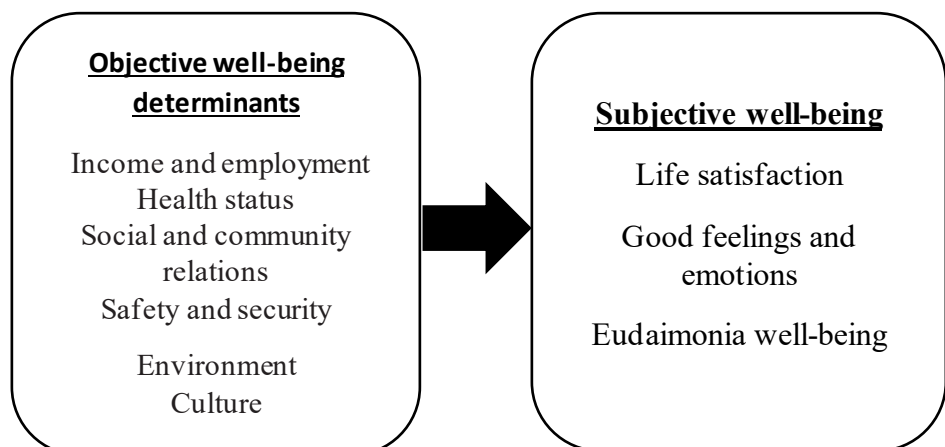 Objective well-being
determinants
Income and employment
Health status
Social and community
relations
Safety and security
Environment
Culture
Subjective well-being
Life satisfaction
Good feelings and
emotions
Eudaimonia well-being